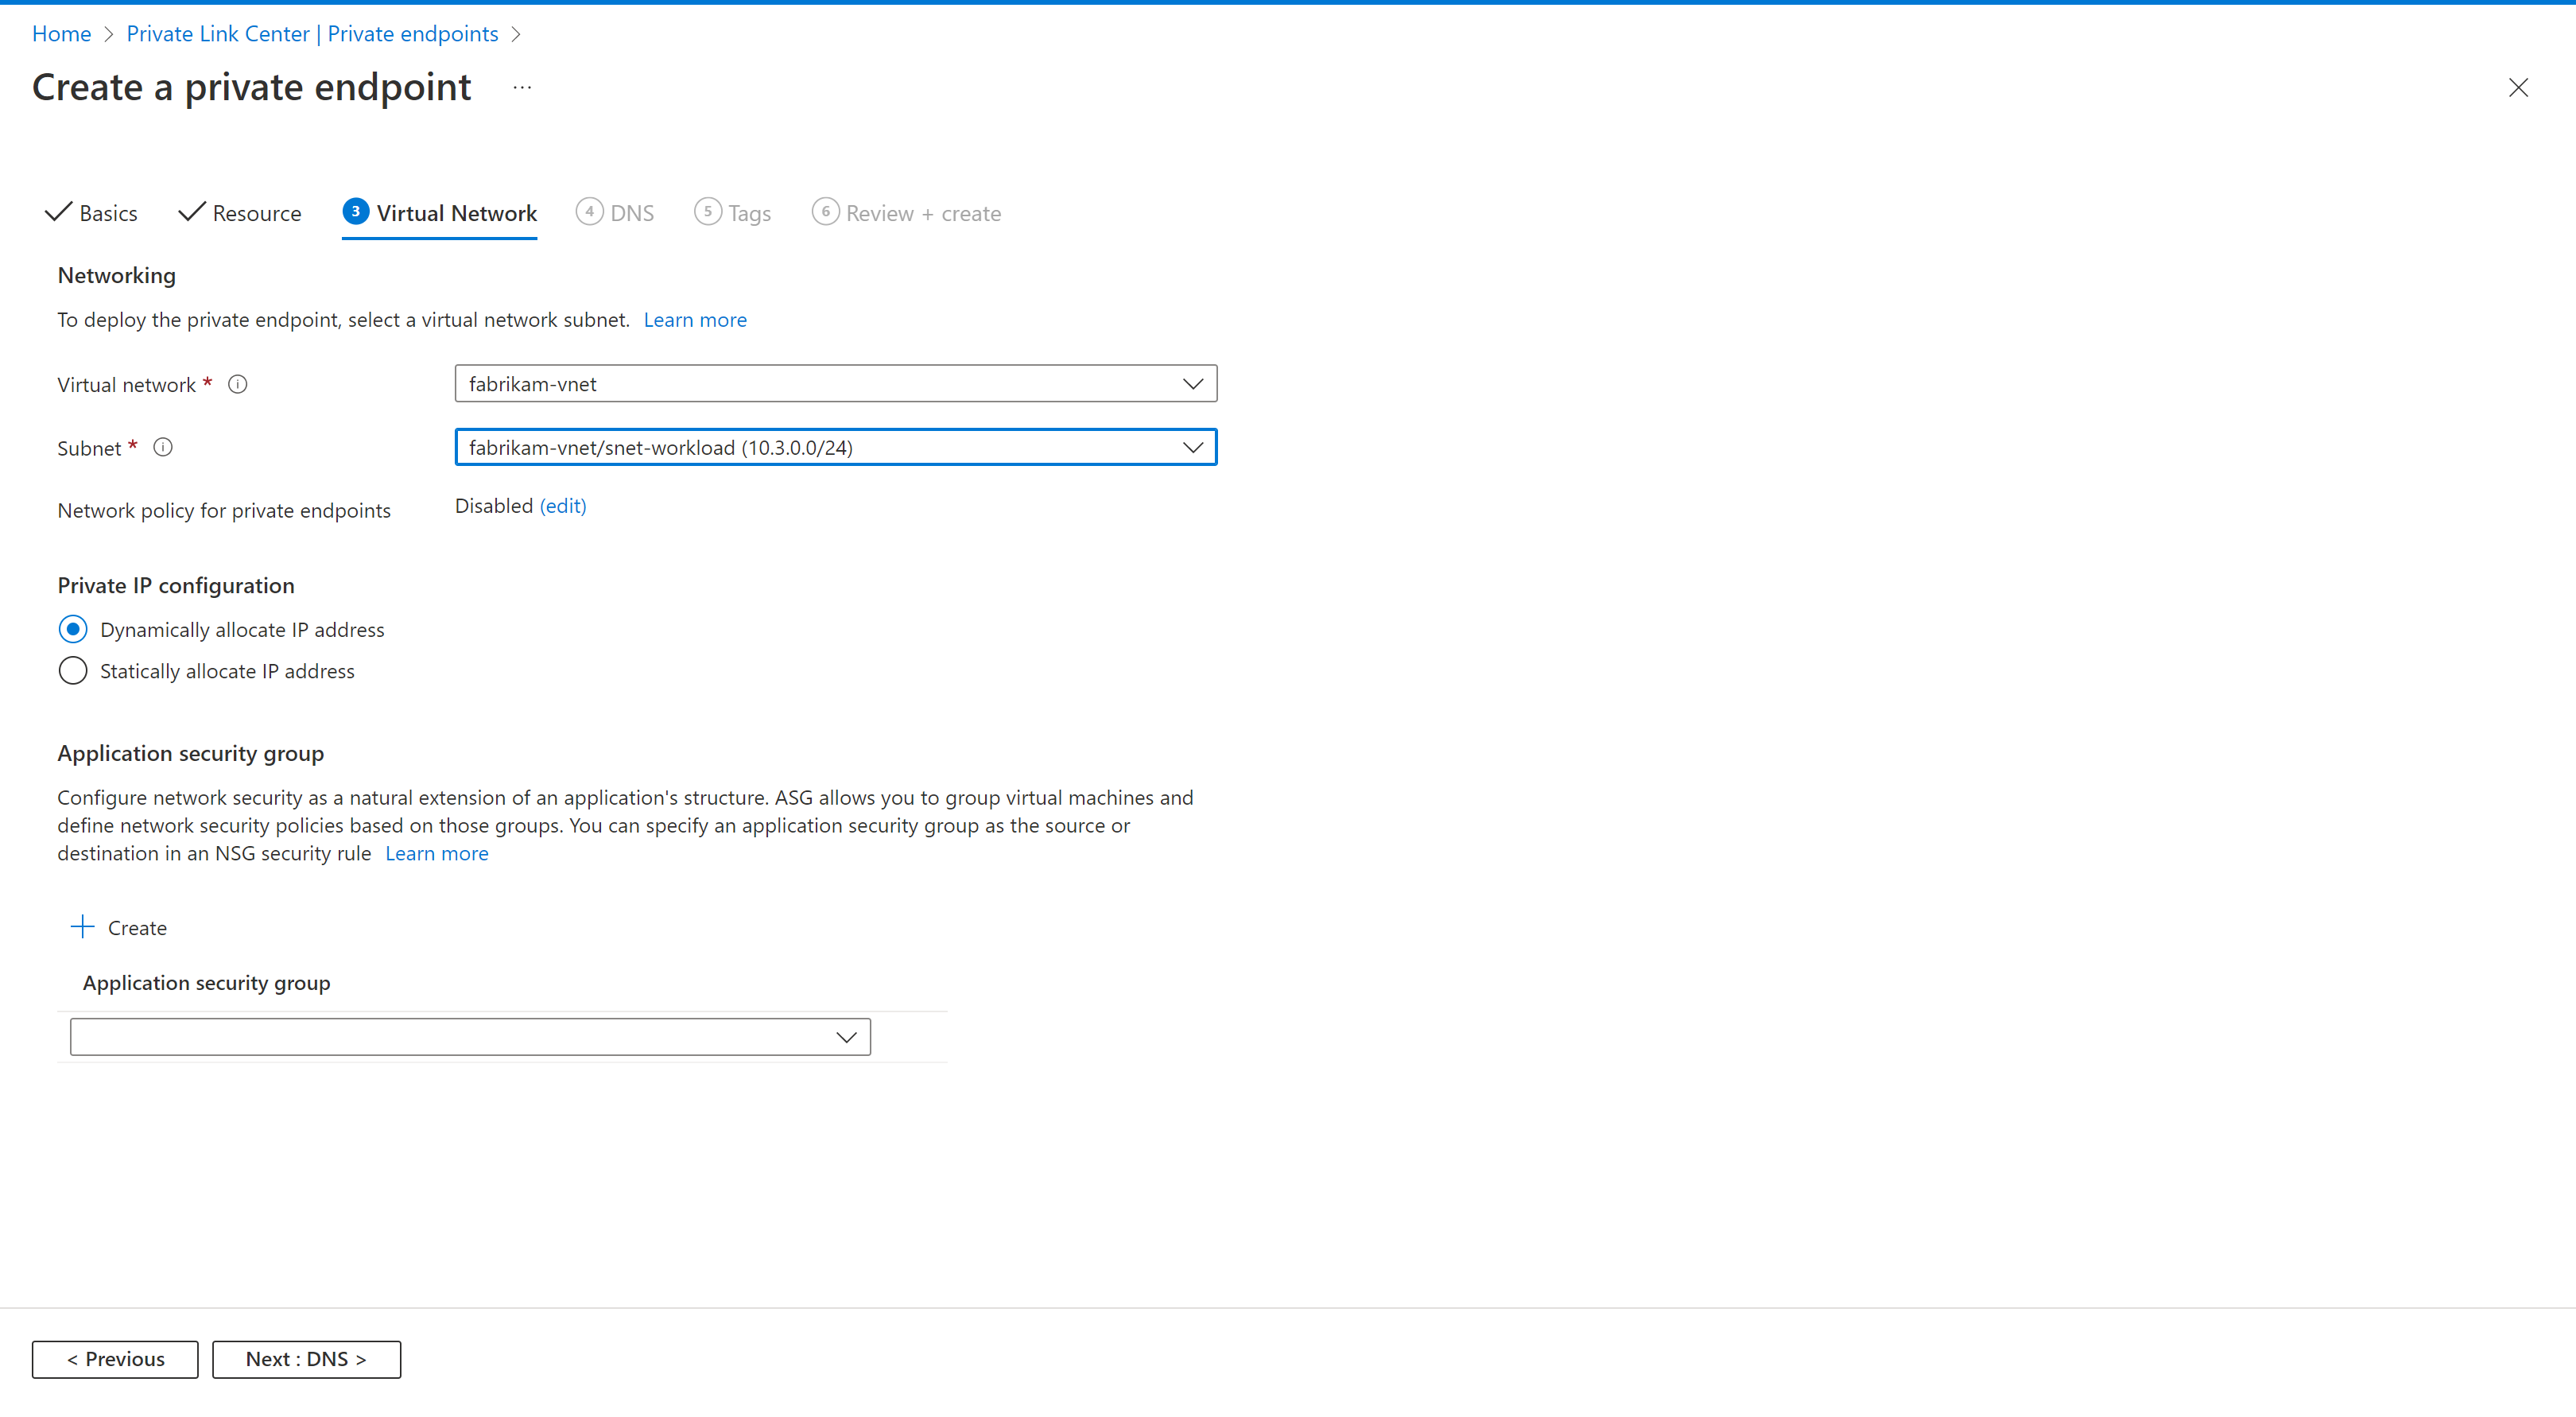 Home > Private Link Center | Private endpoints >
Create a private endpoint ...
Basics Resource 3 Virtual Network 4 DNS 5 Tags 6 Review + create
Networking
To deploy the private endpoint, select a virtual network subnet. Learn more
Virtual network * fabrikam-vnet
Subnet * fabrikam-vnet/snet-workload (10.3.0.0/24)
Network policy for private endpoints Disabled (edit)
Private IP configuration
Dynamically allocate IP address
Statically allocate IP address
Application security group
Configure network security as a natural extension of an application's structure. ASG allows you to group virtual machines and
define network security policies based on those groups. You can specify an application security group as the source or
destination in an NSG security rule Learn more
+ Create
Application security group
< Previous Next : DNS >